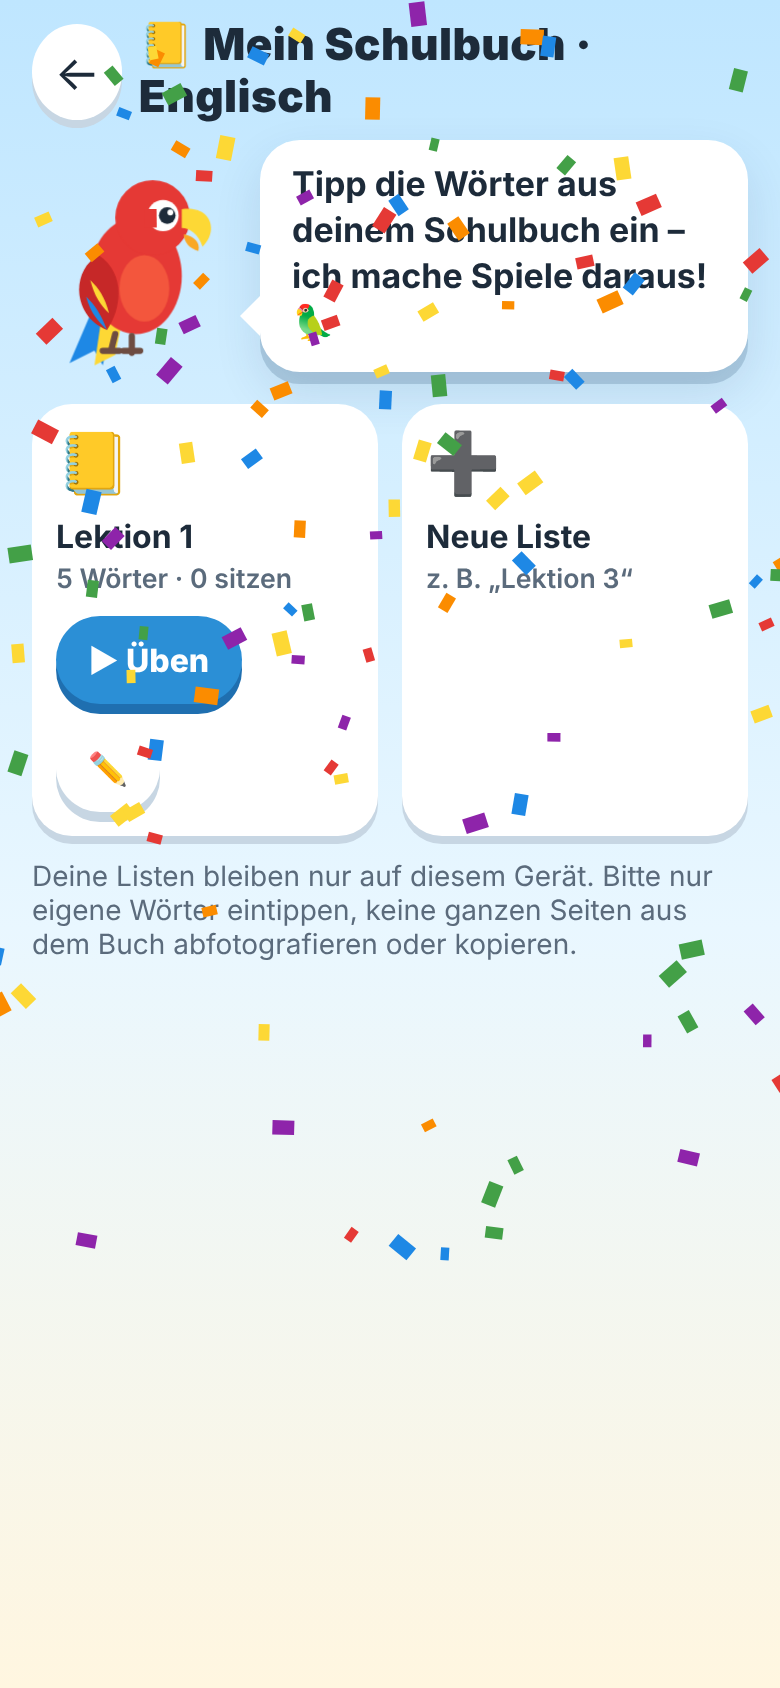 Mein Schulbuch ·
Englisch
Tipp die Wörter aus
deinem Schulbuch ein –
ich mache Spiele daraus!
Lektion 1
5 Wörter · 0 sitzen
Üben
Neue Liste
z. B. „Lektion 3“
Deine Listen bleiben nur auf diesem Gerät. Bitte nur
eigene Wörter eintippen, keine ganzen Seiten aus
dem Buch abfotografieren oder kopieren.